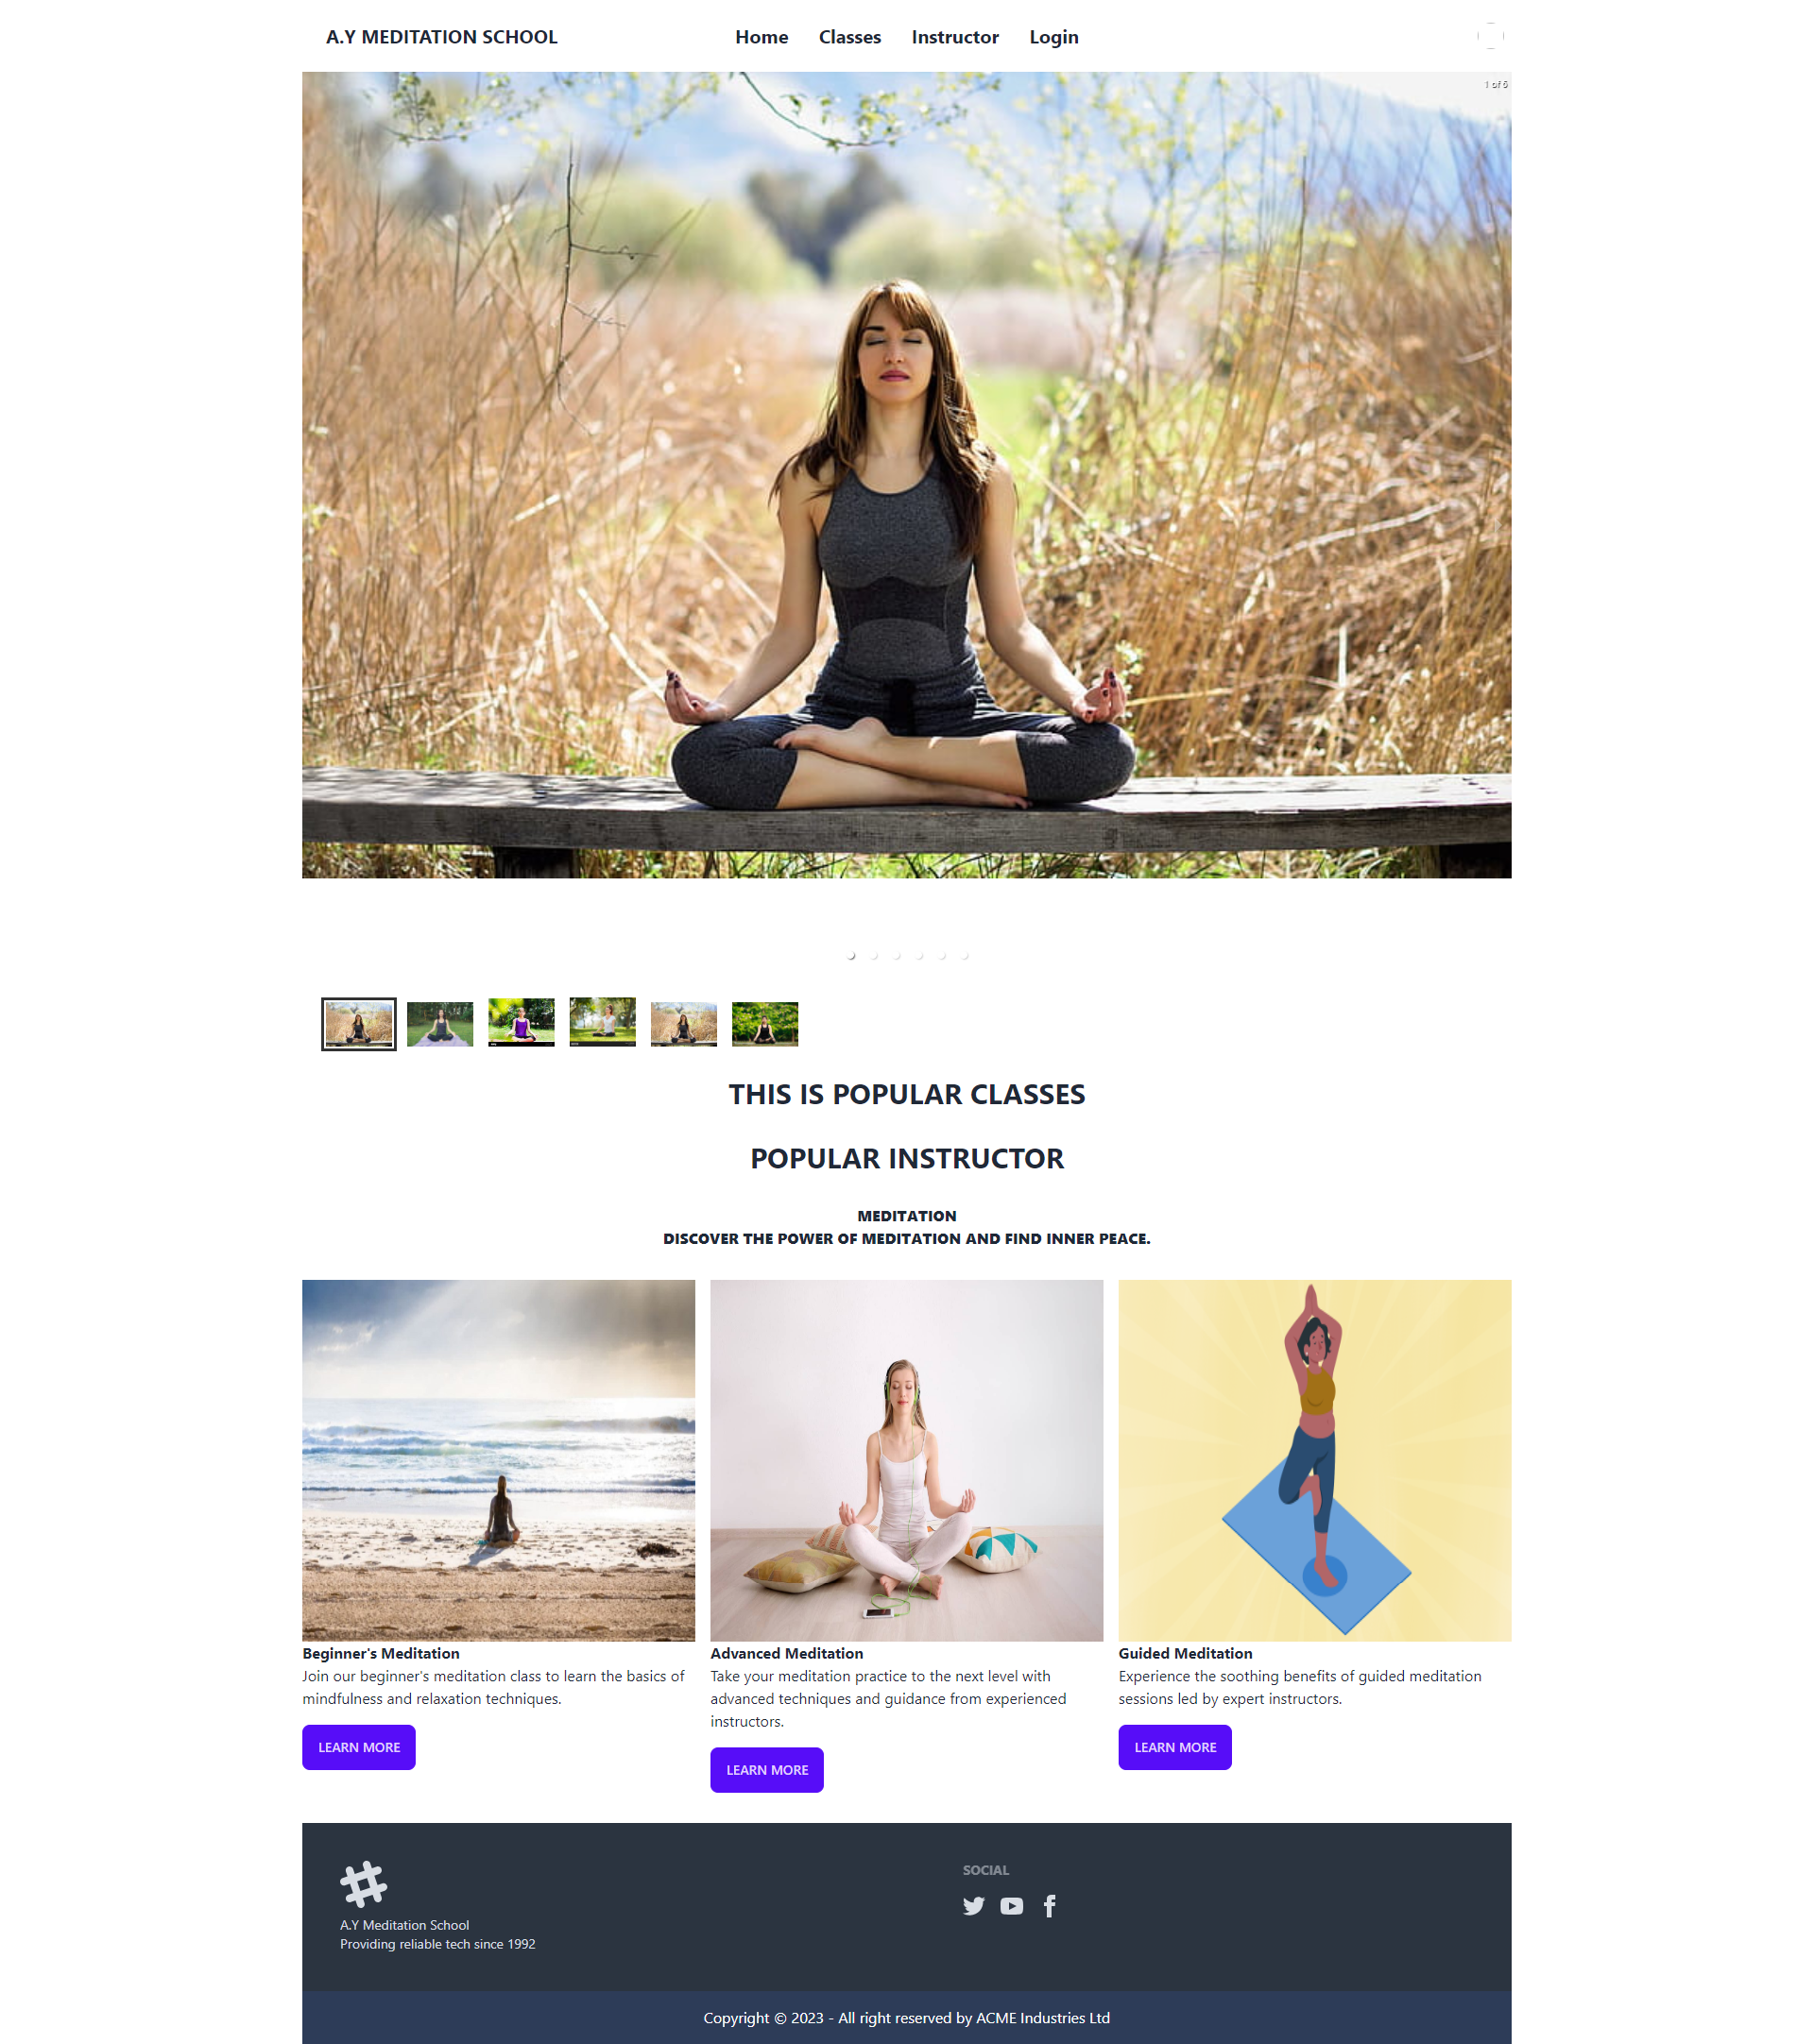 A.Y MEDITATION SCHOOL
Home Classes Instructor Login
1 of 6
THIS IS POPULAR CLASSES
POPULAR INSTRUCTOR
MEDITATION
DISCOVER THE POWER OF MEDITATION AND FIND INNER PEACE.
Beginner's Meditation
Join our beginner's meditation class to learn the basics of
mindfulness and relaxation techniques.
LEARN MORE
Advanced Meditation
Take your meditation practice to the next level with
advanced techniques and guidance from experienced
instructors.
LEARN MORE
Guided Meditation
Experience the soothing benefits of guided meditation
sessions led by expert instructors.
LEARN MORE
A.Y Meditation School
Providing reliable tech since 1992
SOCIAL
Copyright © 2023 - All right reserved by ACME Industries Ltd